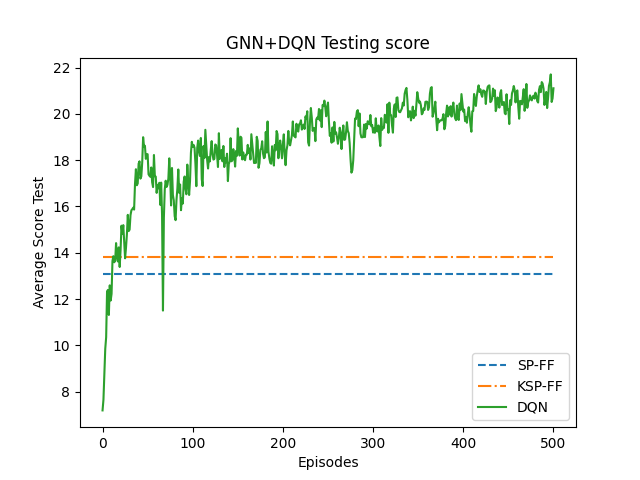 GNN+DQN Testing score
Average Score Test
22
20
18
16
14
12
10
8
0
100
200
300
400
500
Episodes
SP-FF
KSP-FF
DQN